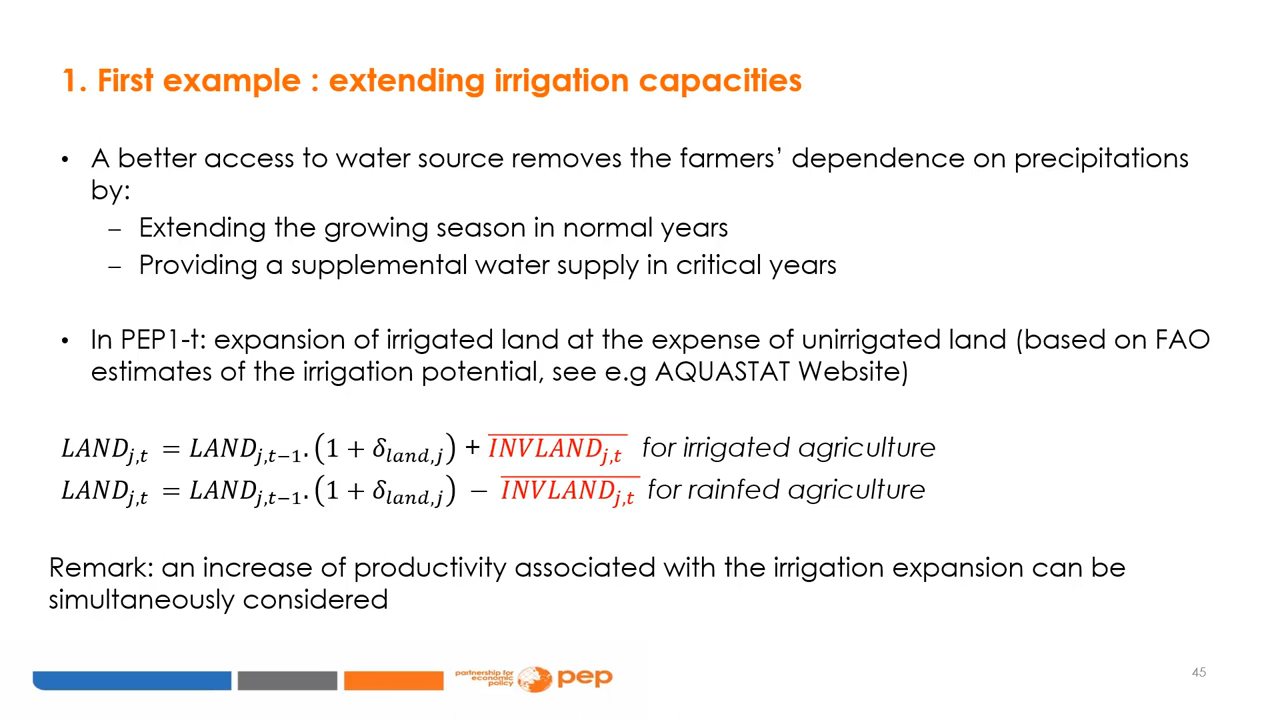 1. First example : extending irrigation capacities
• A better access to water source removes the farmers’ dependence on precipitations
by:
– Extending the growing season in normal years
– Providing a supplemental water supply in critical years
• In PEP1-t: expansion of irrigated land at the expense of unirrigated land (based on FAO
estimates of the irrigation potential, see e.g AQUASTAT Website)
$LAND_{j,t} = LAND_{j,t-1}.(1 + \delta_{land,j}) + \overline{INVLAND_{j,t}}$ for irrigated agriculture
$LAND_{j,t} = LAND_{j,t-1}.(1 + \delta_{land,j}) - \overline{INVLAND_{j,t}}$ for rainfed agriculture
Remark: an increase of productivity associated with the irrigation expansion can be
simultaneously considered
partnership for
economic
policy
pep
45